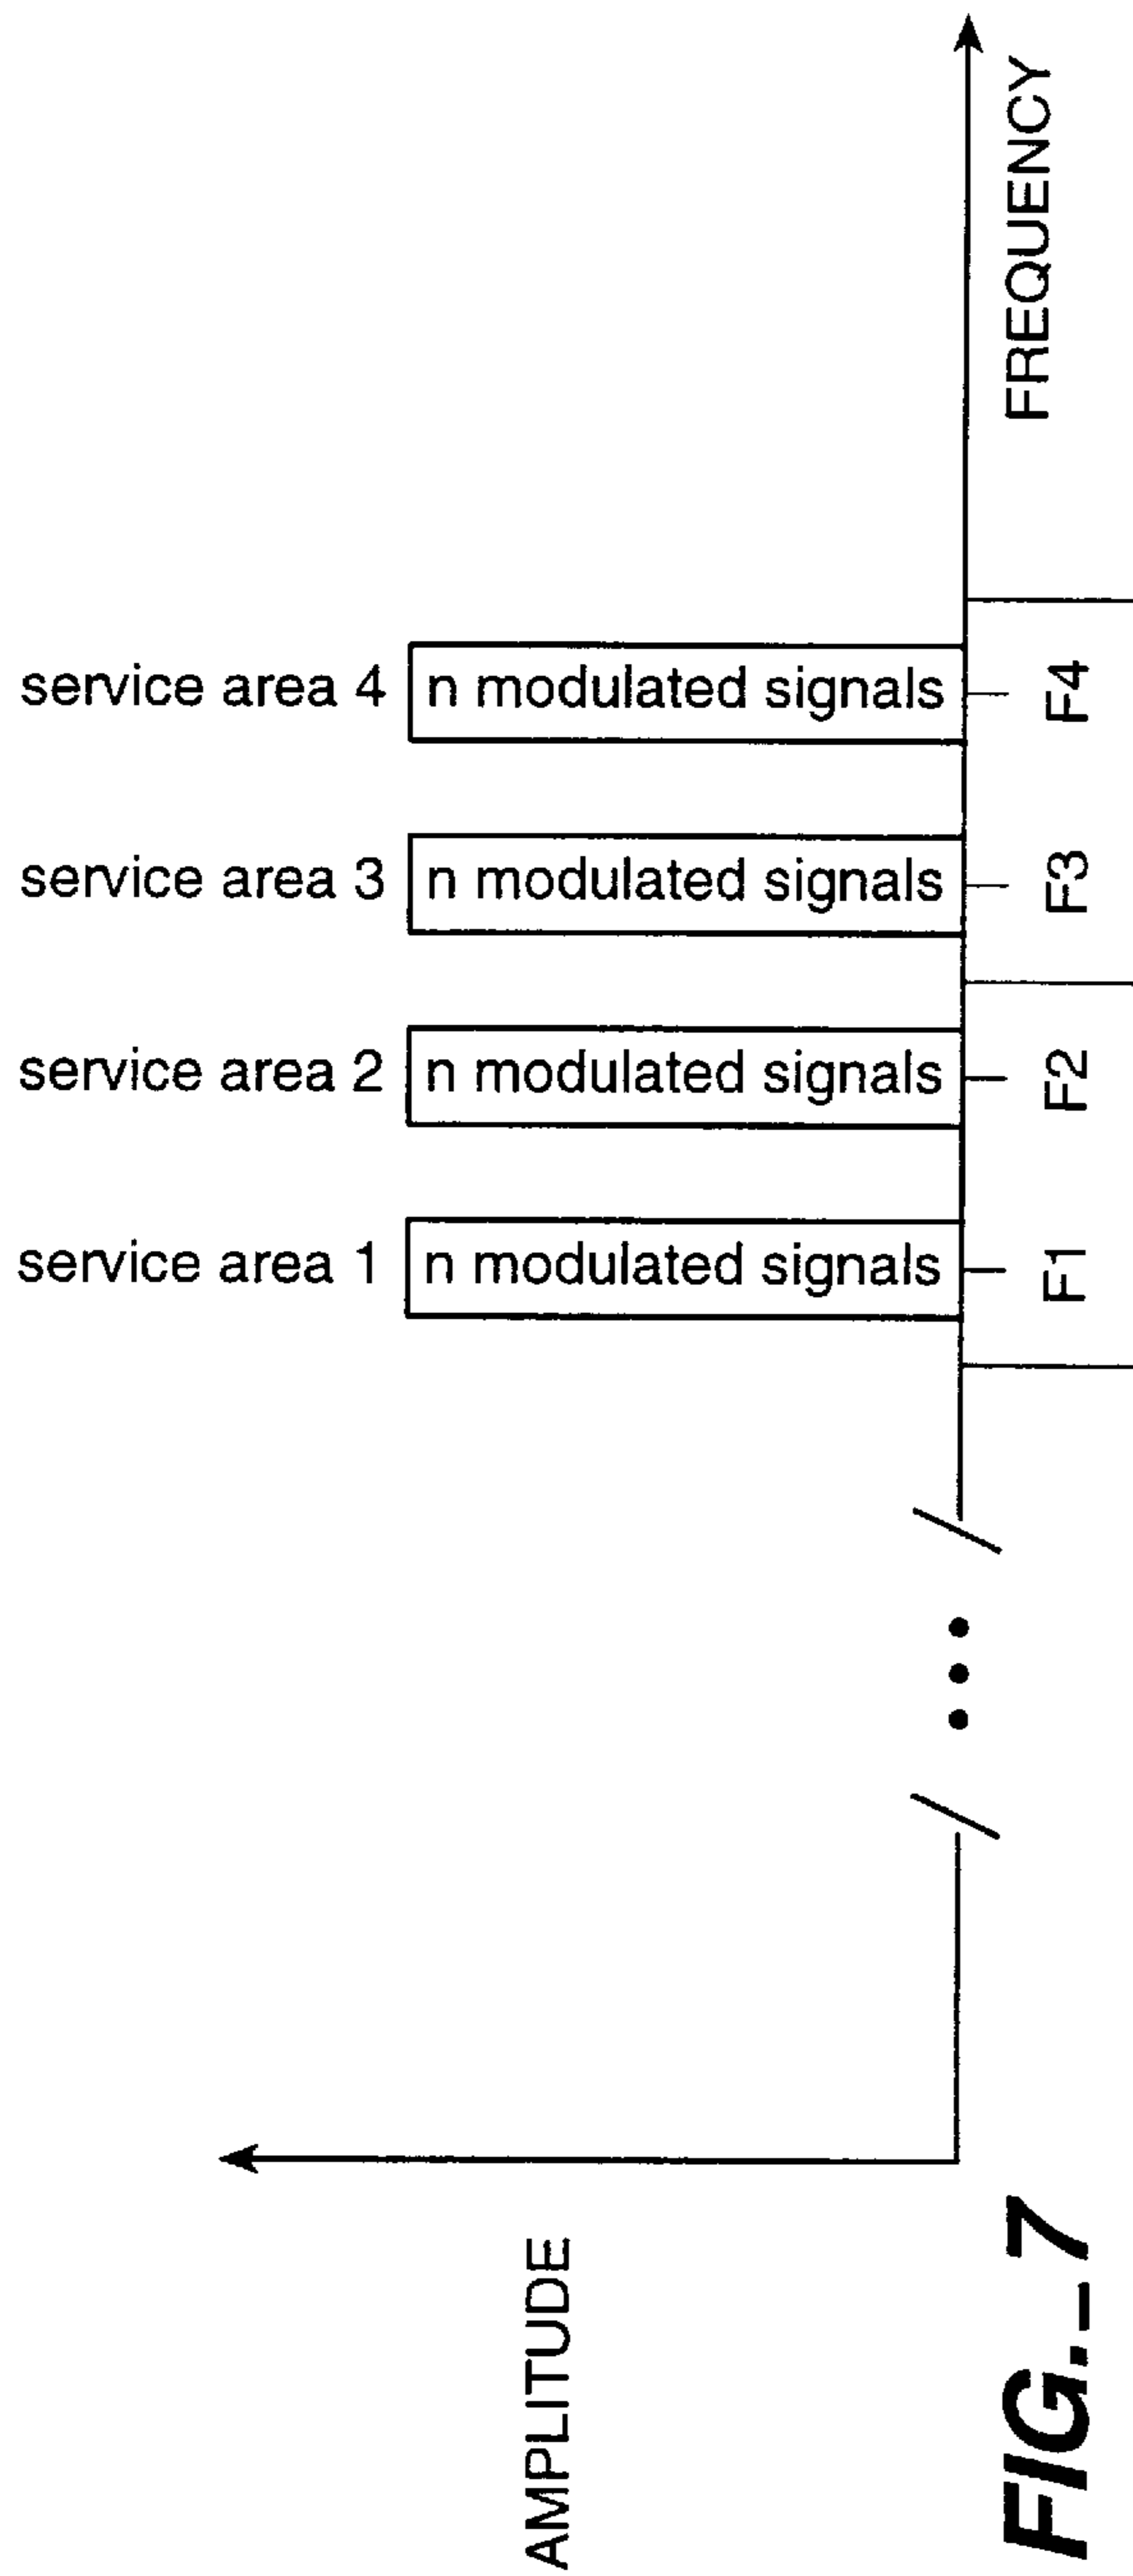 AMPLITUDE
service area 1
n modulated signals
service area 2
n modulated signals
service area 3
n modulated signals
service area 4
n modulated signals
F1
F2
F3
F4
FREQUENCY
FIG._7